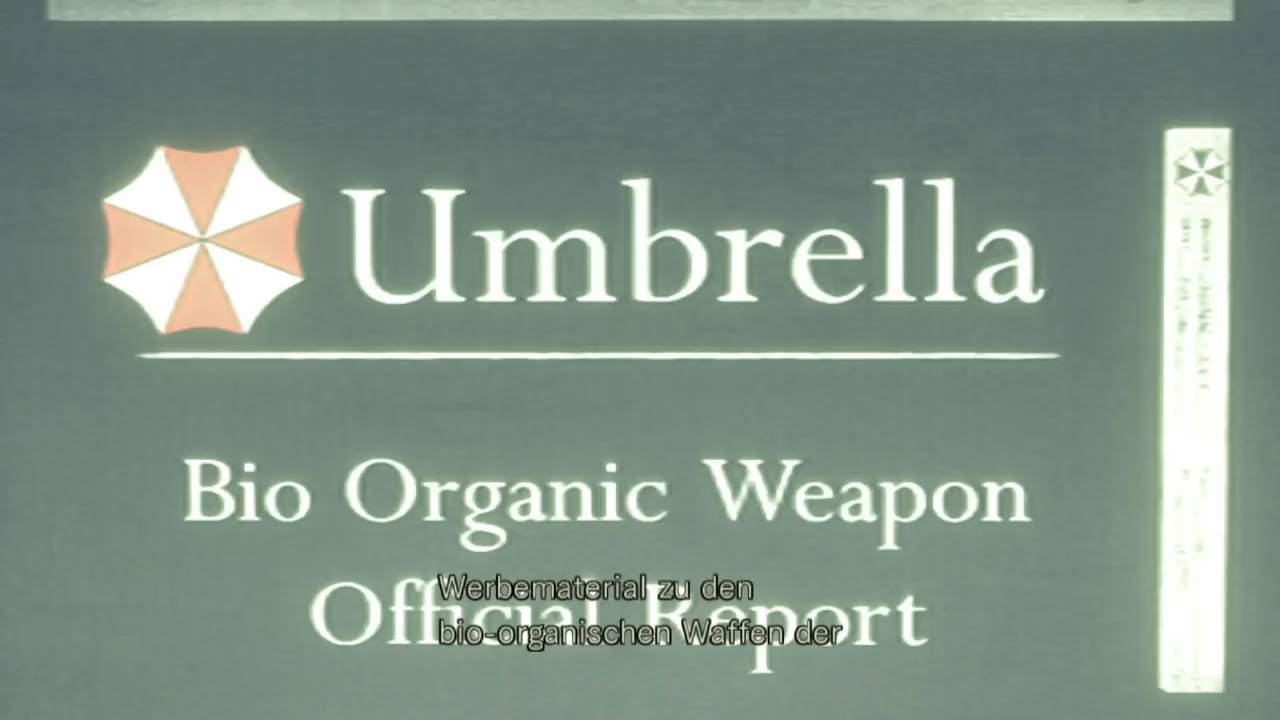 Umbrella
Bio Organic Weapon
Official Report
Werbematerial zu den
bio-organischen Waffen der